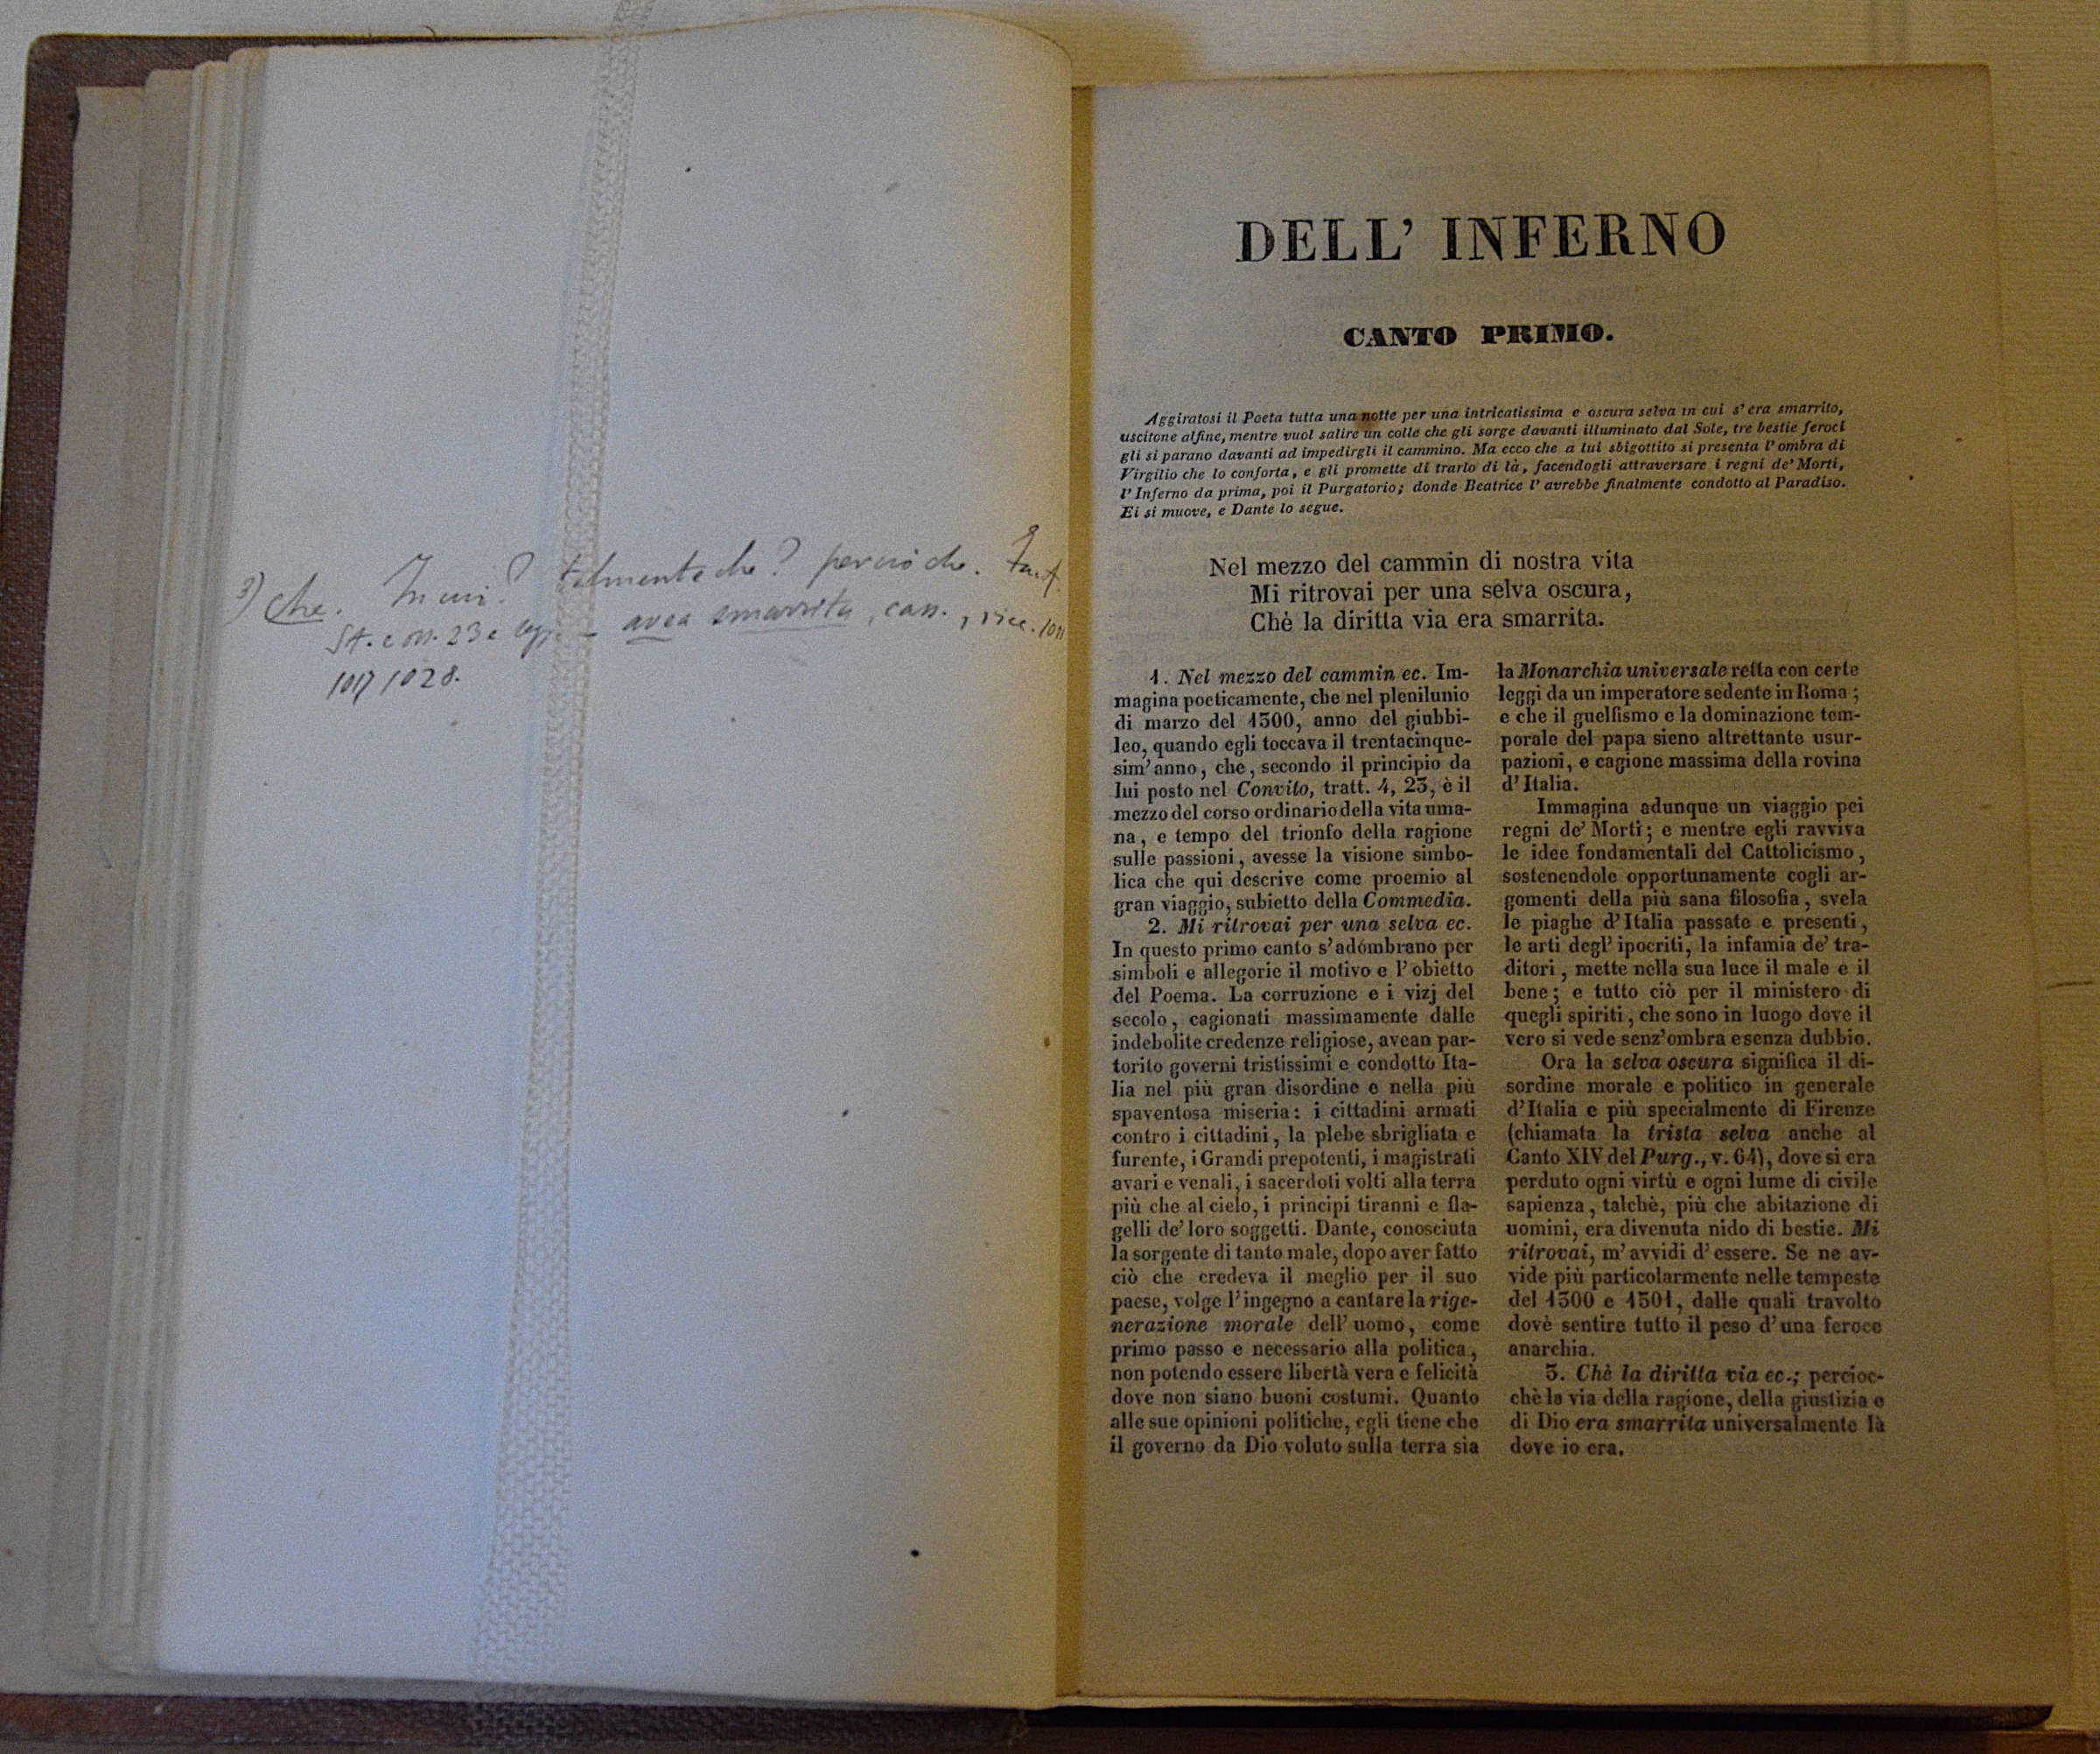 3) che. In cui? talmente che? perciò che.
St. e
avea smarrita, can.
1017 1028.
DELL' INFERNO
CANTO PRIMO.
Aggiratosi il Poeta tutta una notte per una intricatissima e oscura selva in cui s' era smarrito,
uscitone alfine, mentre vuol salire un colle che gli sorge davanti illuminato dal Sole, tre bestie feroci
gli si parano davanti ad impedirgli il cammino. Ma ecco che a lui sbigottito si presenta l' ombra di
Virgilio che lo conforta, e gli promette di trarlo di là, facendogli attraversare i regni de' Morti,
l' Inferno da prima, poi il Purgatorio; donde Beatrice l' avrebbe finalmente condotto al Paradiso.
Ei si muove, e Dante lo segue.
Nel mezzo del cammin di nostra vita
Mi ritrovai per una selva oscura,
Chè la diritta via era smarrita.
1. Nel mezzo del cammin ec. Im-
magina poeticamente, che nel plenilunio
di marzo del 1300, anno del giubbi-
leo, quando egli toccava il trentacinque-
sim' anno, che, secondo il principio da
lui posto nel Convito, tratt. 4, 23, è il
mezzo del corso ordinario della vita uma-
na, e tempo del trionfo della ragione
sulle passioni, avesse la visione simbo-
lica che qui descrive come proemio al
gran viaggio, subietto della Commedia.
2. Mi ritrovai per una selva ec.
In questo primo canto s' adómbrano per
simboli e allegorie il motivo e l' obietto
del Poema. La corruzione e i vizj del
secolo, cagionati massimamente dalle
indebolite credenze religiose, avean par-
torito governi tristissimi e condotto Ita-
lia nel più gran disordine e nella più
spaventosa miseria: i cittadini armati
contro i cittadini, la plebe sbrigliata e
furente, i Grandi prepotenti, i magistrati
avari e venali, i sacerdoti volti alla terra
più che al cielo, i principi tiranni e fla-
gelli de' loro soggetti. Dante, conosciuta
la sorgente di tanto male, dopo aver fatto
ciò che credeva il meglio per il suo
paese, volge l' ingegno a cantare la rige-
nerazione morale dell' uomo, come
primo passo e necessario alla politica,
non potendo essere libertà vera e felicità
dove non siano buoni costumi. Quanto
alle sue opinioni politiche, egli tiene che
il governo da Dio voluto sulla terra sia
la Monarchia universale retta con certe
leggi da un imperatore sedente in Roma;
e che il guelfismo e la dominazione tem-
porale del papa sieno altrettante usur-
pazioni, e cagione massima della rovina
d' Italia.
Immagina adunque un viaggio pei
regni de' Morti; e mentre egli ravviva
le idee fondamentali del Cattolicismo,
sostenendole opportunamente cogli ar-
gomenti della più sana filosofia, svela
le piaghe d' Italia passate e presenti,
le arti degl' ipocriti, la infamia de' tra-
ditori, mette nella sua luce il male e il
bene; e tutto ciò per il ministero di
quegli spiriti, che sono in luogo dove il
vero si vede senz' ombra e senza dubbio.
Ora la selva oscura significa il di-
sordine morale e politico in generale
d' Italia e più specialmente di Firenze
(chiamata la trista selva anche al
Canto XIV del Purg., v. 64), dove si era
perduto ogni virtù e ogni lume di civile
sapienza, talchè, più che abitazione di
uomini, era divenuta nido di bestie. Mi
ritrovai, m' avvidi d' essere. Se ne av-
vide più particolarmente nelle tempeste
del 1300 e 1301, dalle quali travolto
dovè sentire tutto il peso d' una feroce
anarchia.
3. Chè la diritta via ec.; percioc-
chè la via della ragione, della giustizia e
di Dio era smarrita universalmente là
dove io era.